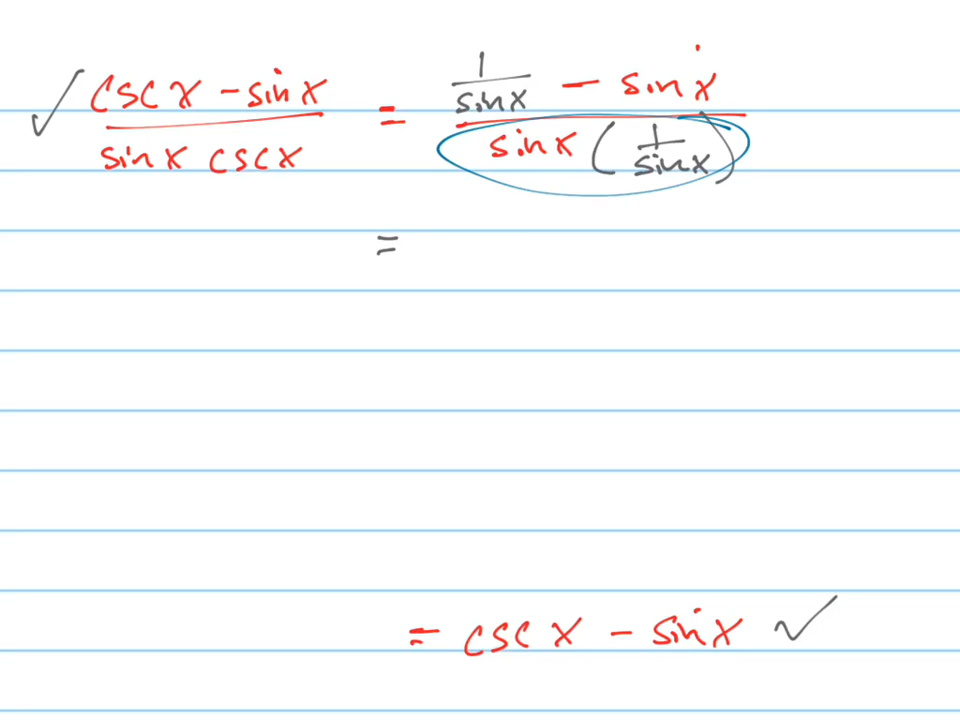 ✓ (csc x - sin x) / (sin x csc x) = (1/sin x - sin x) / (sin x (1/sin x))
=
= csc x - sin x ✓